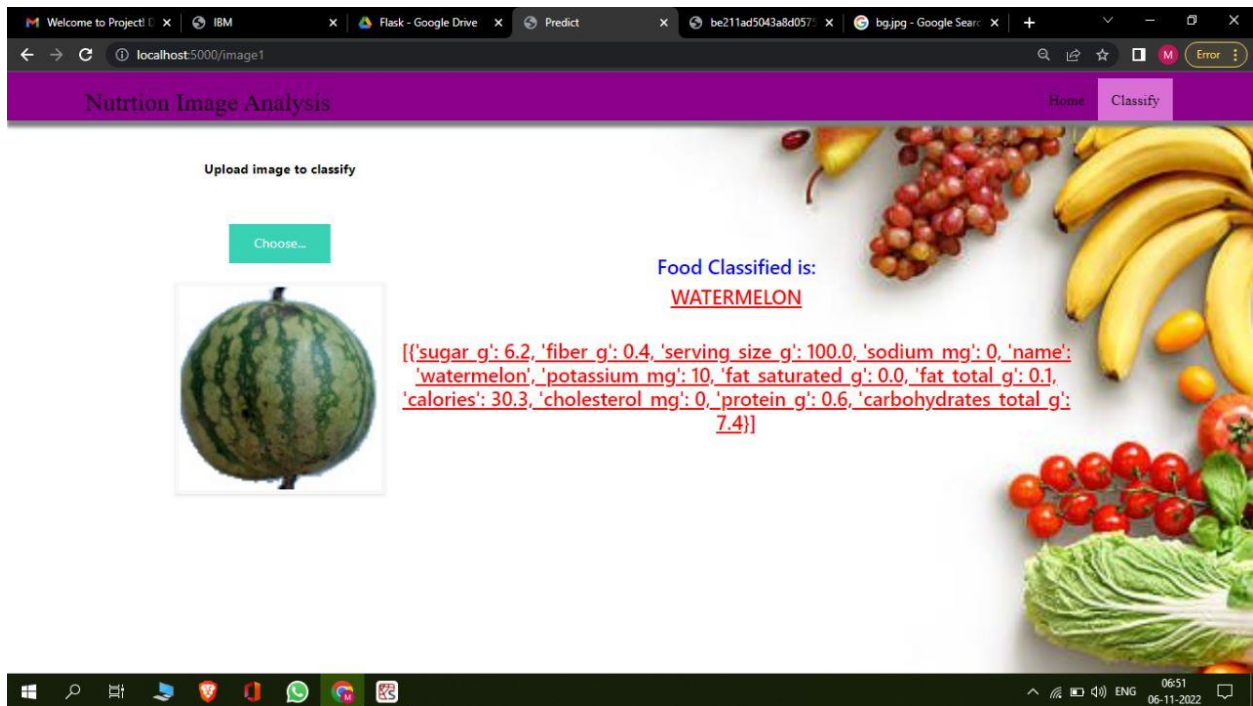 Welcome to Project! D
IBM
Flask - Google Drive
Predict
be211ad5043a8d0575
bg.jpg - Google Searc
localhost:5000/image1
M
Error
Nutrtion Image Analysis
Home
Classify
Upload image to classify
Choose...
Food Classified is:
WATERMELON
[{'sugar_g': 6.2, 'fiber_g': 0.4, 'serving_size_g': 100.0, 'sodium_mg': 0, 'name':
'watermelon', 'potassium_mg': 10, 'fat_saturated_g': 0.0, 'fat_total_g': 0.1,
'calories': 30.3, 'cholesterol_mg': 0, 'protein_g': 0.6, 'carbohydrates_total_g':
7.4}]
ENG
06:51
06-11-2022